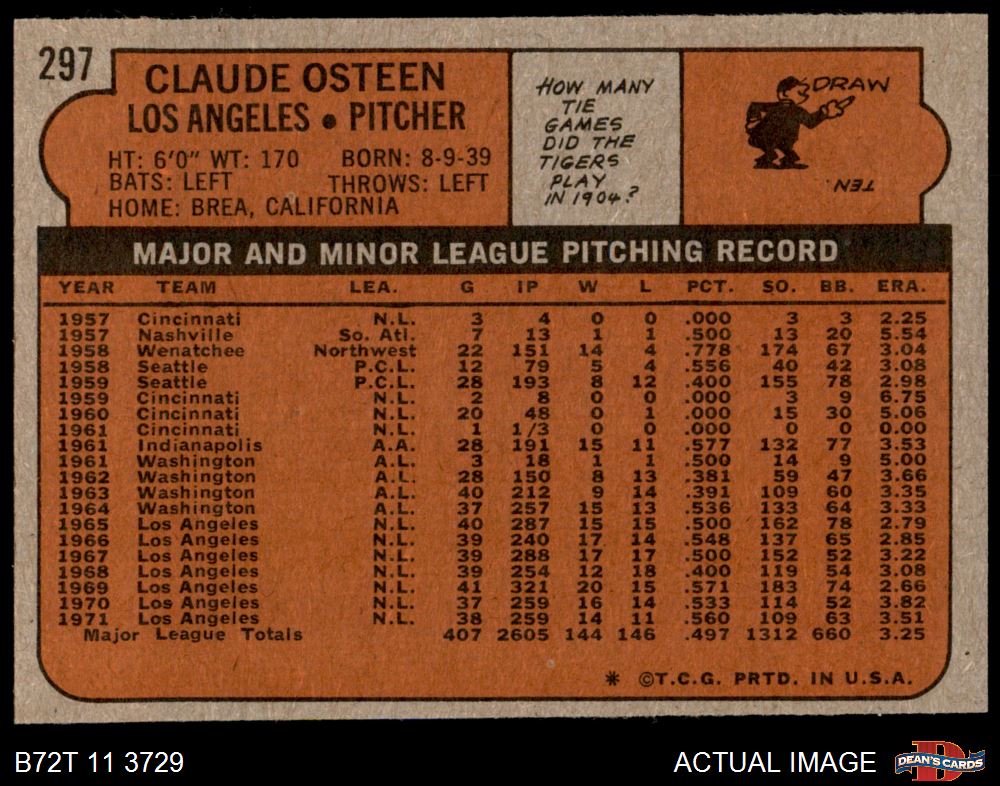 297
CLAUDE OSTEEN
LOS ANGELES • PITCHER
HT: 6'0" WT: 170 BORN: 8-9-39
BATS: LEFT THROWS: LEFT
HOME: BREA, CALIFORNIA
HOW MANY
TIE
GAMES
DID THE
TIGERS
PLAY
IN 1904?
DRAW
TEN.
MAJOR AND MINOR LEAGUE PITCHING RECORD
YEAR TEAM LEA. G IP W L PCT. SO. BB. ERA.
1957 Cincinnati N.L. 3 4 0 0 .000 3 3 2.25
1957 Nashville So. Atl. 7 13 1 1 .500 13 20 5.54
1958 Wenatchee Northwest 22 151 14 4 .778 174 67 3.04
1958 Seattle P.C.L. 12 79 5 4 .556 40 42 3.08
1959 Seattle P.C.L. 28 193 8 12 .400 155 78 2.98
1959 Cincinnati N.L. 2 8 0 0 .000 3 9 6.75
1960 Cincinnati N.L. 20 48 0 1 .000 15 30 5.06
1961 Cincinnati N.L. 1 1/3 0 0 .000 0 0 0.00
1961 Indianapolis A.A. 28 191 15 11 .577 132 77 3.53
1961 Washington A.L. 3 18 1 1 .500 14 9 5.00
1962 Washington A.L. 28 150 8 13 .381 59 47 3.66
1963 Washington A.L. 40 212 9 14 .391 109 60 3.35
1964 Washington A.L. 37 257 15 13 .536 133 64 3.33
1965 Los Angeles N.L. 40 287 15 15 .500 162 78 2.79
1966 Los Angeles N.L. 39 240 17 14 .548 137 65 2.85
1967 Los Angeles N.L. 39 288 17 17 .500 152 52 3.22
1968 Los Angeles N.L. 39 254 12 18 .400 119 54 3.08
1969 Los Angeles N.L. 41 321 20 15 .571 183 74 2.66
1970 Los Angeles N.L. 37 259 16 14 .533 114 52 3.82
1971 Los Angeles N.L. 38 259 14 11 .560 109 63 3.51
Major League Totals 407 2605 144 146 .497 1312 660 3.25
* ©T.C.G. PRTD. IN U.S.A.
B72T 11 3729
ACTUAL IMAGE
D
DEAN'S CARDS